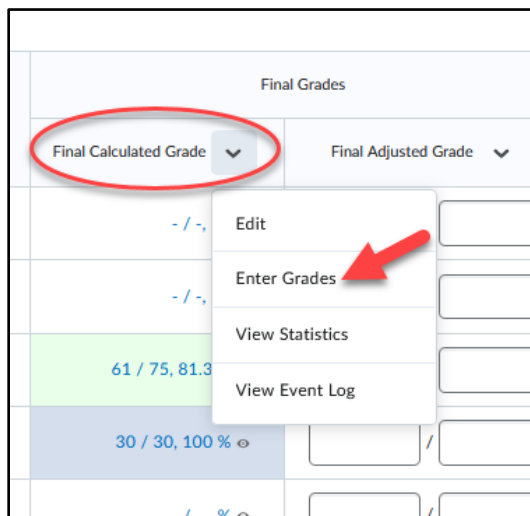 Final Grades
Final Calculated Grade
Final Adjusted Grade
- / -,
Edit
Enter Grades
- / -,
View Statistics
61 / 75, 81.3
View Event Log
30 / 30, 100 %
/